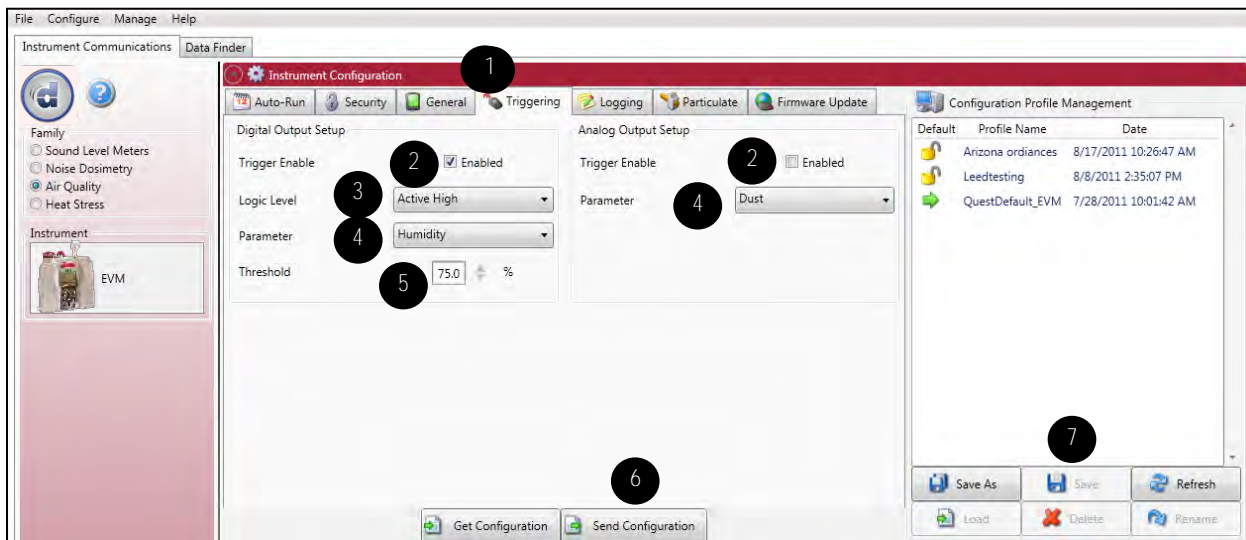 File Configure Manage Help
Instrument Communications Data Finder
1
Instrument Configuration
Auto-Run Security General Triggering Logging Particulate Firmware Update
Configuration Profile Management
d
?
Family
Sound Level Meters
Noise Dosimetry
Air Quality
Heat Stress
Instrument
EVM
Digital Output Setup
Trigger Enable 2 Enabled
Logic Level 3 Active High
Parameter 4 Humidity
Threshold 5 75.0 %
Analog Output Setup
Trigger Enable 2 Enabled
Parameter 4 Dust
Default Profile Name Date
Arizona ordiances 8/17/2011 10:26:47 AM
Leedtesting 8/8/2011 2:35:07 PM
QuestDefault_EVM 7/28/2011 10:01:42 AM
6
Get Configuration Send Configuration
7
Save As Save Refresh
Load Delete Rename